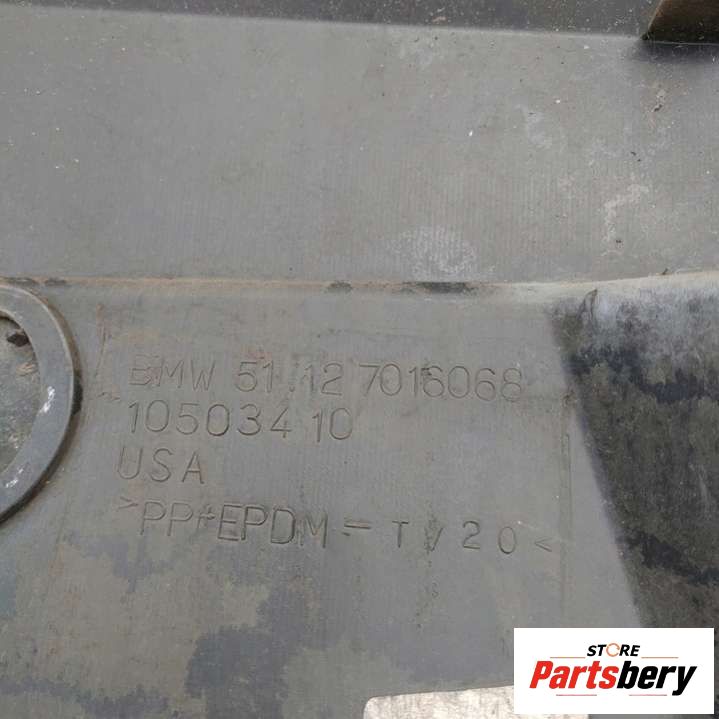 BMW 51.12 7016068
10503410
USA
>PP+EPDM-TV20<
STORE
Partsbery